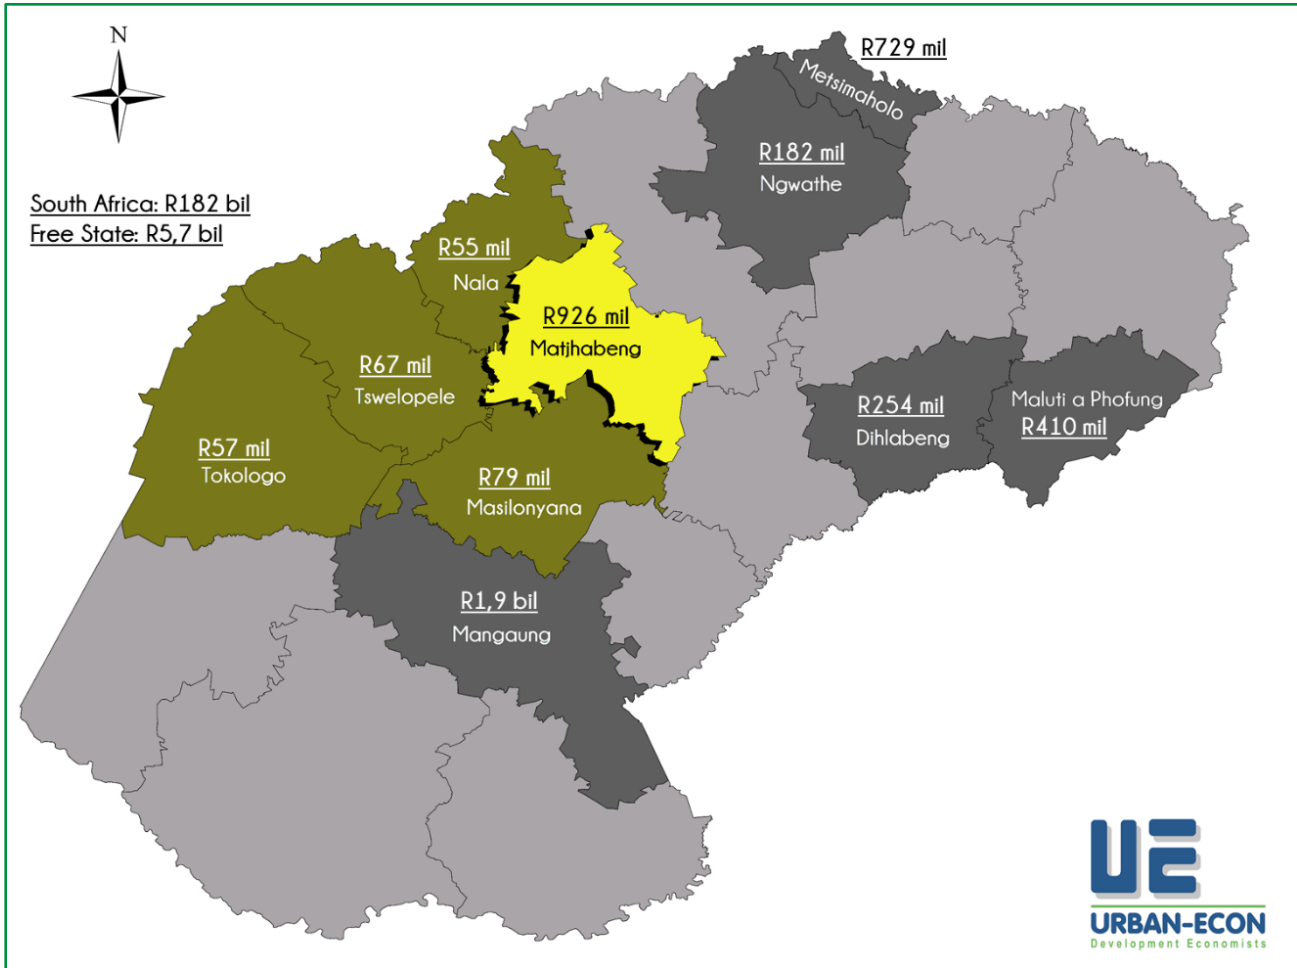 N
R729 mil
Metsimaholo
R182 mil
Ngwathe
South Africa: R182 bil
Free State: R5,7 bil
R55 mil
Nala
R926 mil
Matjhabeng
R67 mil
Tswelopele
R254 mil
Dihlabeng
Maluti a Phofung
R410 mil
R57 mil
Tokologo
R79 mil
Masilonyana
R1,9 bil
Mangaung
UE
URBAN-ECON
Development Economists